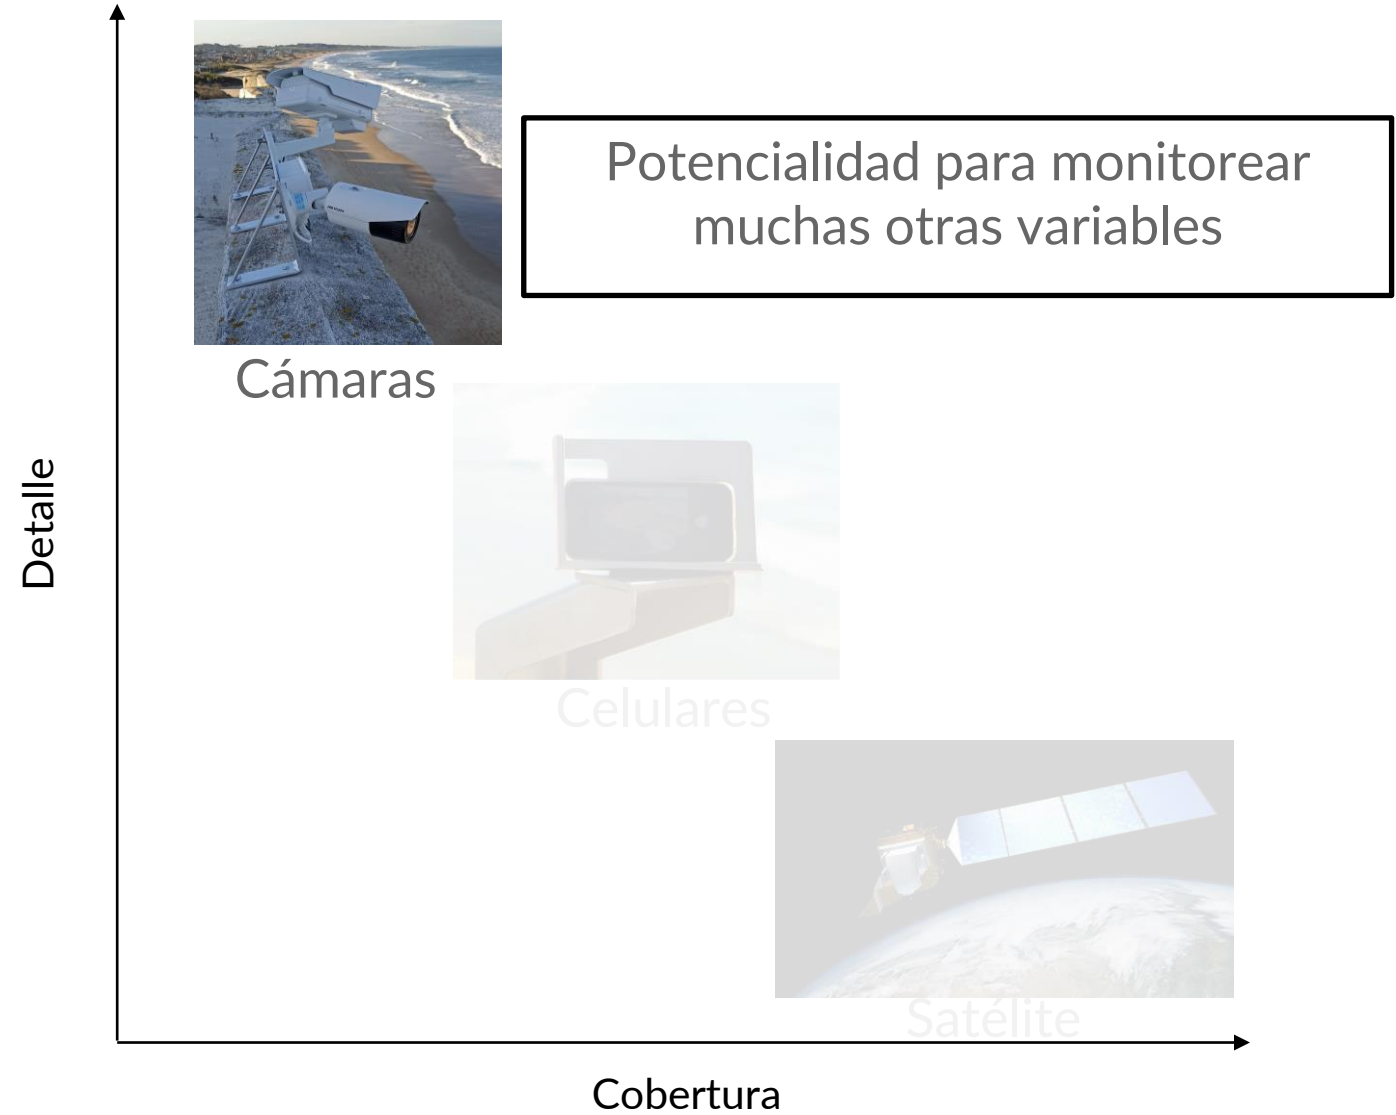 Potencialidad para monitorear
muchas otras variables
Cámaras
Detalle
Celulares
Satélite
Cobertura